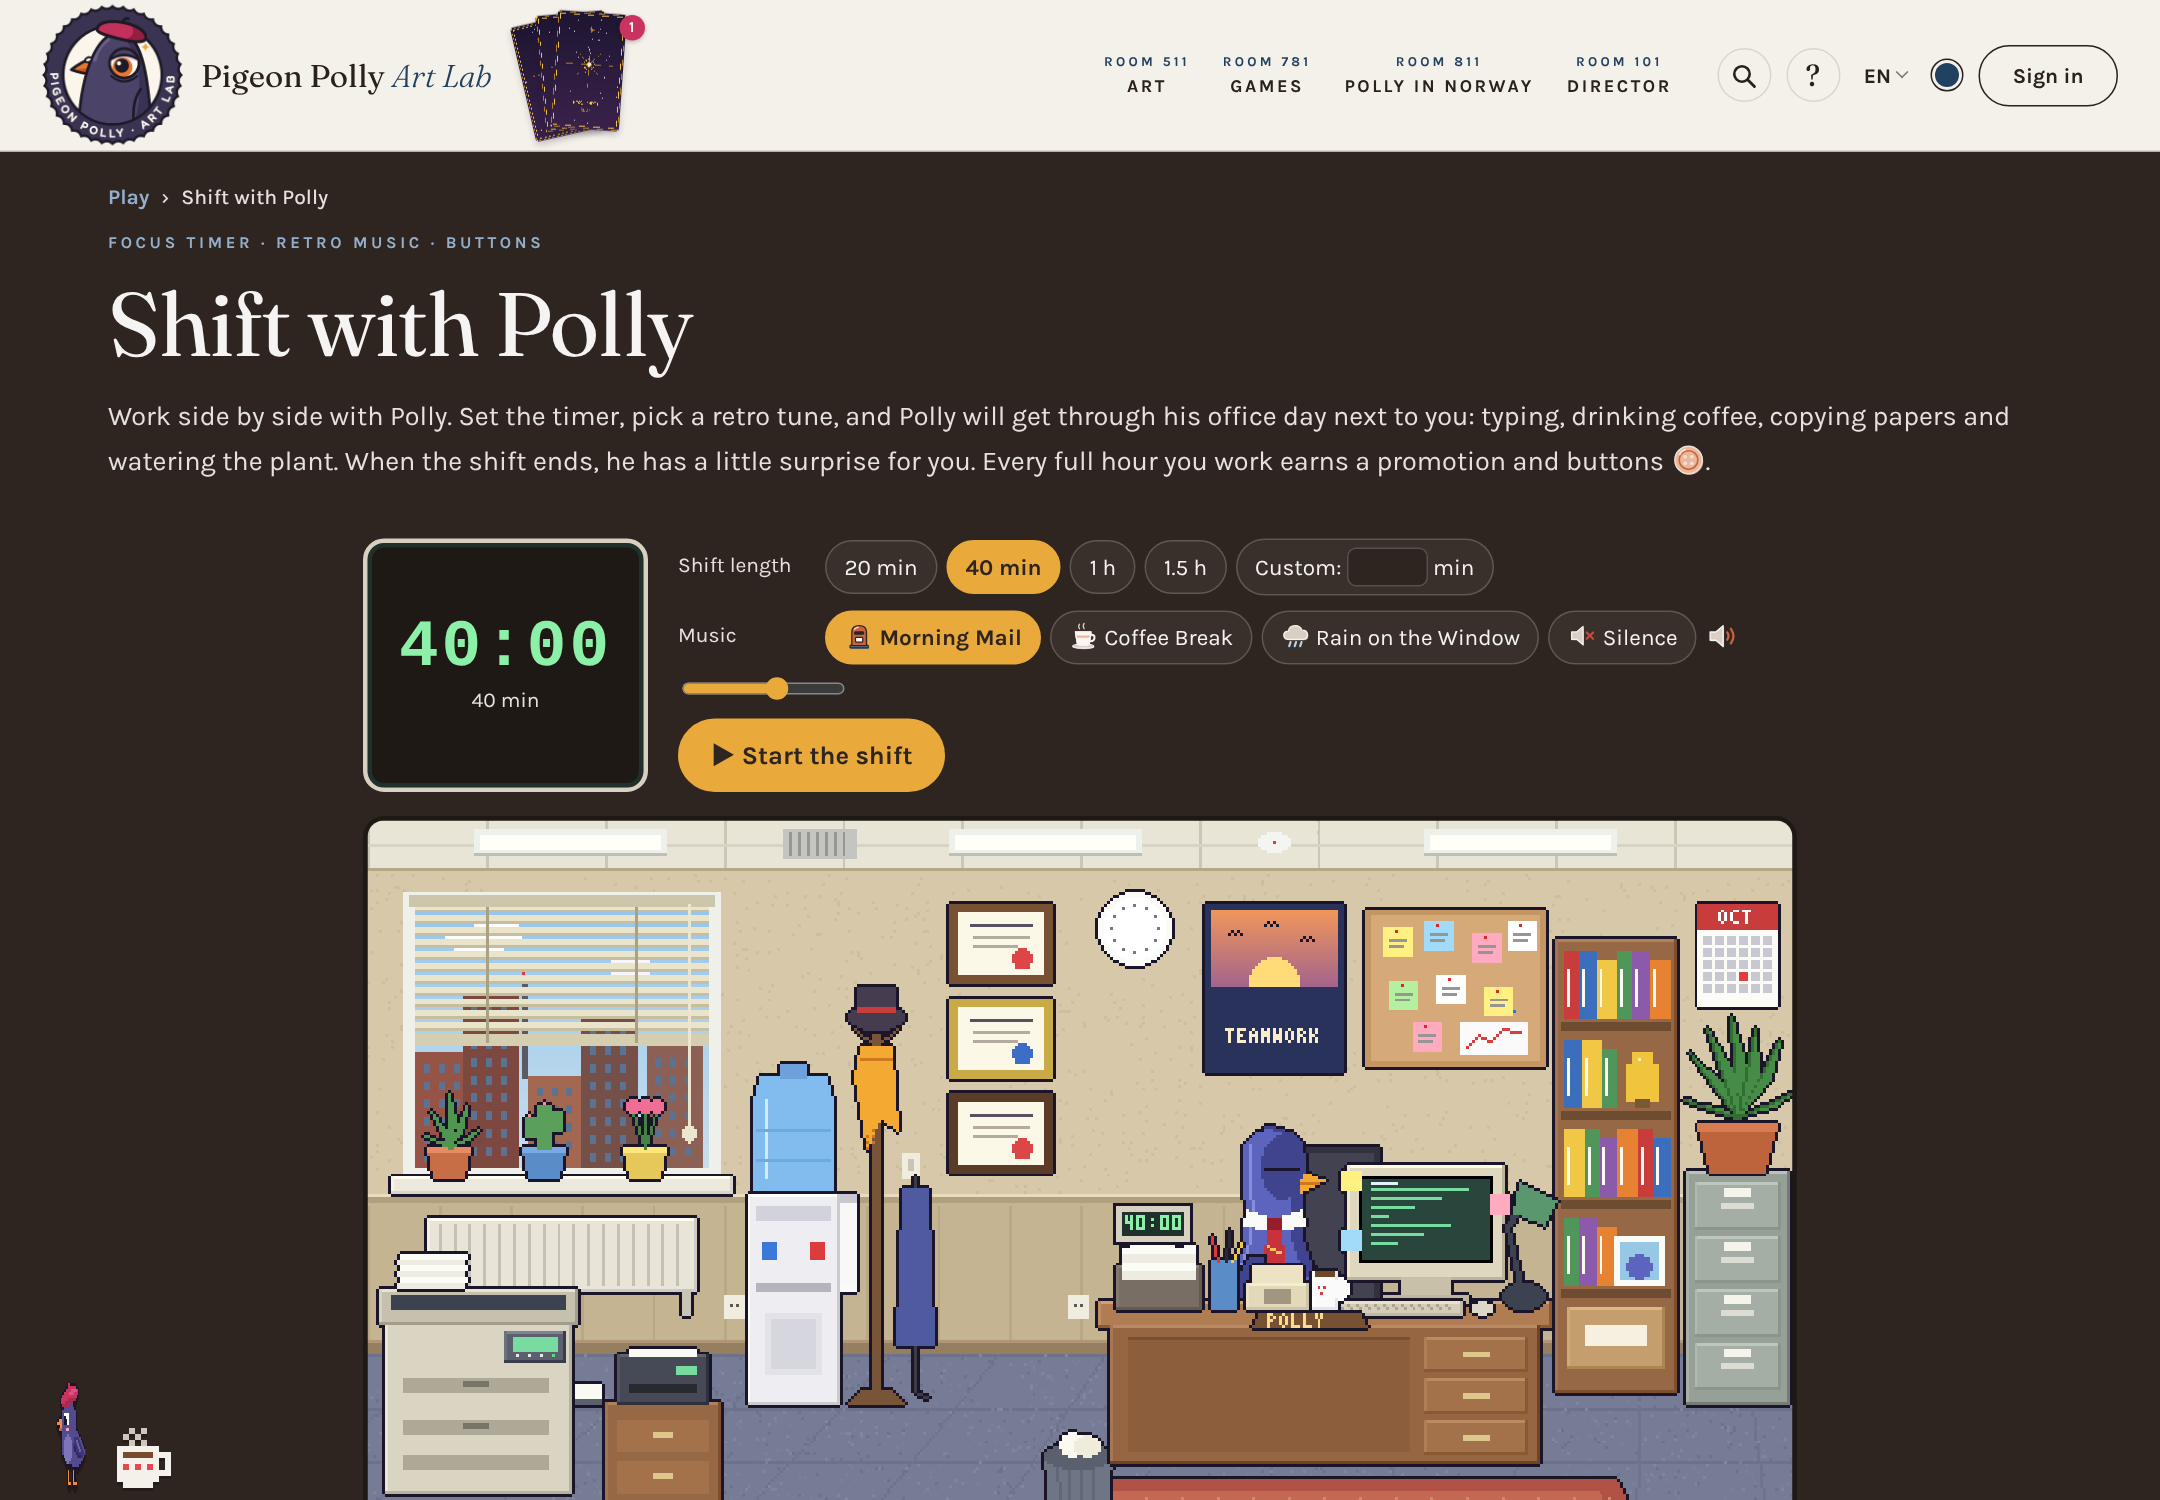 PIGEON POLLY · ART LAB
Pigeon Polly Art Lab
1
ROOM 511
ART
ROOM 781
GAMES
ROOM 811
POLLY IN NORWAY
ROOM 101
DIRECTOR
?
EN
Sign in
Play › Shift with Polly
FOCUS TIMER · RETRO MUSIC · BUTTONS
Shift with Polly
Work side by side with Polly. Set the timer, pick a retro tune, and Polly will get through his office day next to you: typing, drinking coffee, copying papers and
watering the plant. When the shift ends, he has a little surprise for you. Every full hour you work earns a promotion and buttons .
40:00
40 min
Shift length
20 min
40 min
1 h
1.5 h
Custom: min
Music
Morning Mail
Coffee Break
Rain on the Window
Silence
Start the shift
OCT
TEAMWORK
40:00
POLLY